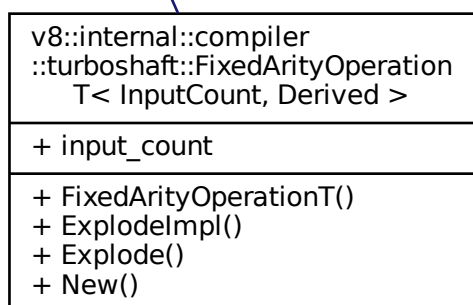 v8::internal::compiler
::turboshaft::FixedArityOperation
T< InputCount, Derived >
+ input_count
+ FixedArityOperationT()
+ ExplodeImpl()
+ Explode()
+ New()